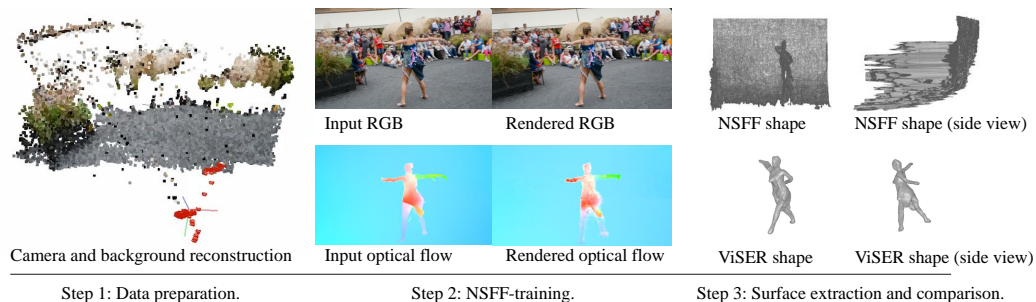 Input RGB
Rendered RGB
NSFF shape
NSFF shape (side view)
Camera and background reconstruction
Input optical flow
Rendered optical flow
ViSER shape
ViSER shape (side view)
Step 1: Data preparation.
Step 2: NSFF-training.
Step 3: Surface extraction and comparison.